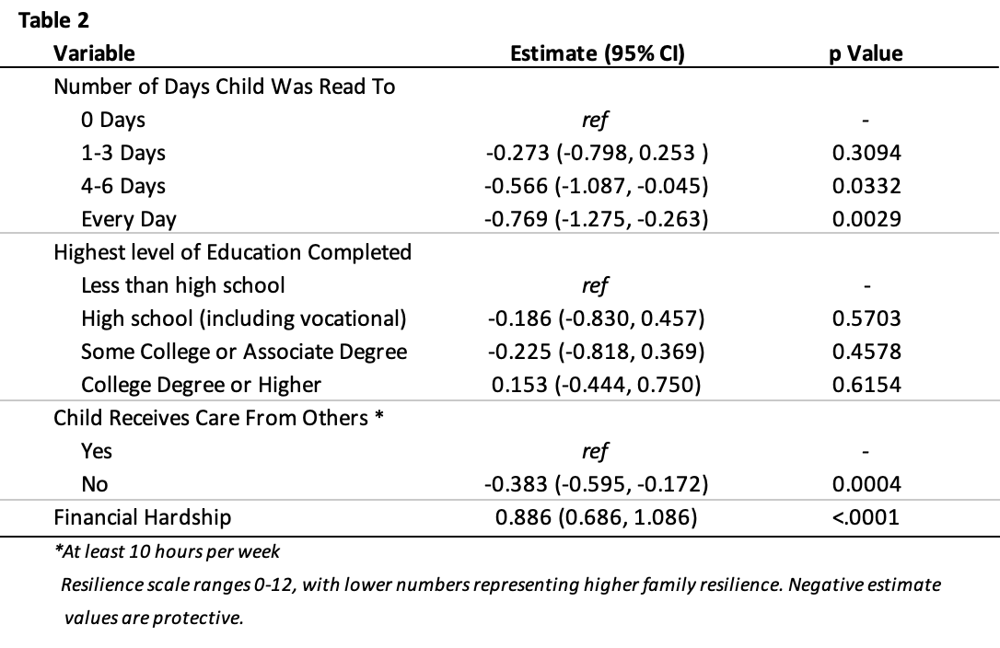 Table 2
Variable Estimate (95% CI) p Value
Number of Days Child Was Read To
0 Days ref -
1-3 Days -0.273 (-0.798, 0.253 ) 0.3094
4-6 Days -0.566 (-1.087, -0.045) 0.0332
Every Day -0.769 (-1.275, -0.263) 0.0029
Highest level of Education Completed
Less than high school ref -
High school (including vocational) -0.186 (-0.830, 0.457) 0.5703
Some College or Associate Degree -0.225 (-0.818, 0.369) 0.4578
College Degree or Higher 0.153 (-0.444, 0.750) 0.6154
Child Receives Care From Others *
Yes ref -
No -0.383 (-0.595, -0.172) 0.0004
Financial Hardship 0.886 (0.686, 1.086) <.0001
*At least 10 hours per week
Resilience scale ranges 0-12, with lower numbers representing higher family resilience. Negative estimate
values are protective.